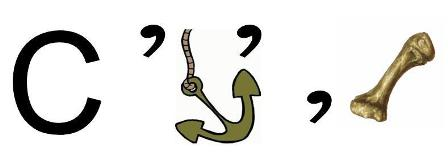 C ’ ’ ,